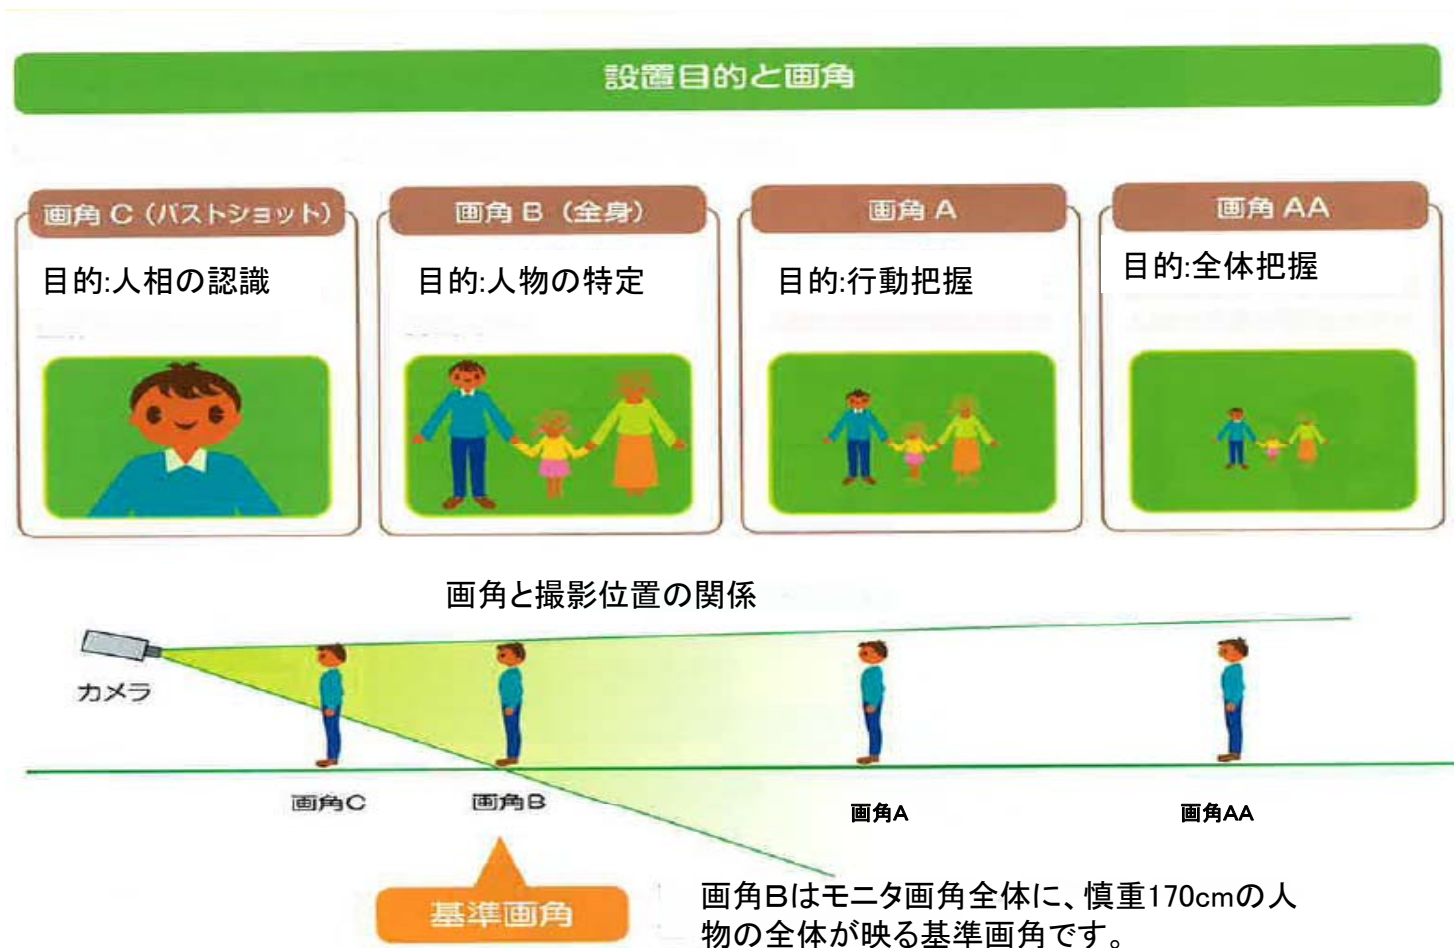 設置目的と画角
画角 C（バストショット）
画角 B（全身）
画角 A
画角 AA
目的:人相の認識
目的:人物の特定
目的:行動把握
目的:全体把握
画角と撮影位置の関係
カメラ
画角C
画角B
画角A
画角AA
基準画角
画角Bはモニタ画角全体に、慎重170cmの人
物の全体が映る基準画角です。